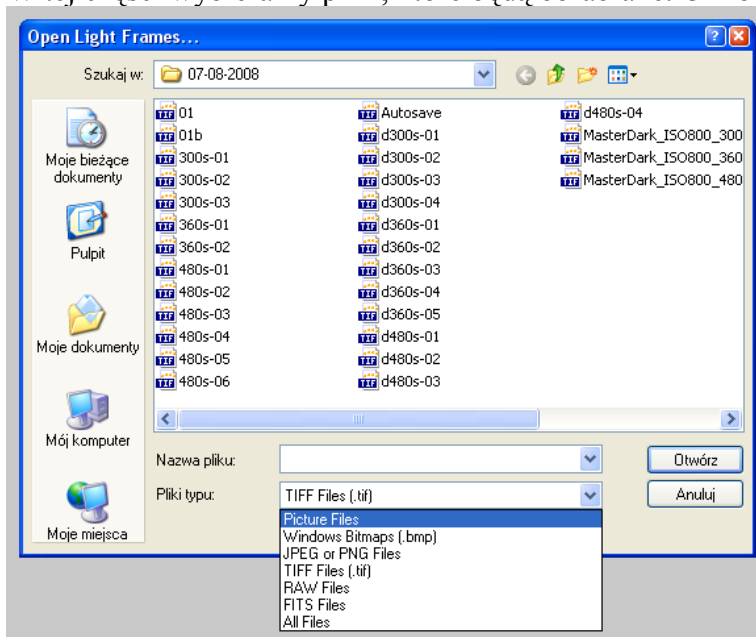 Open Light Frames...
Szukaj w:
07-08-2008
Moje bieżące
dokumenty
Pulpit
Moje dokumenty
Mój komputer
Moje miejsca
01
01b
300s-01
300s-02
300s-03
360s-01
360s-02
480s-01
480s-02
480s-03
480s-04
480s-05
480s-06
Autosave
d300s-01
d300s-02
d300s-03
d300s-04
d360s-01
d360s-02
d360s-03
d360s-04
d360s-05
d480s-01
d480s-02
d480s-03
d480s-04
MasterDark_ISO800_300
MasterDark_ISO800_360
MasterDark_ISO800_480
Nazwa pliku:
Otwórz
Pliki typu:
TIFF Files (.tif)
Anuluj
Picture Files
Windows Bitmaps (.bmp)
JPEG or PNG Files
TIFF Files (.tif)
RAW Files
FITS Files
All Files